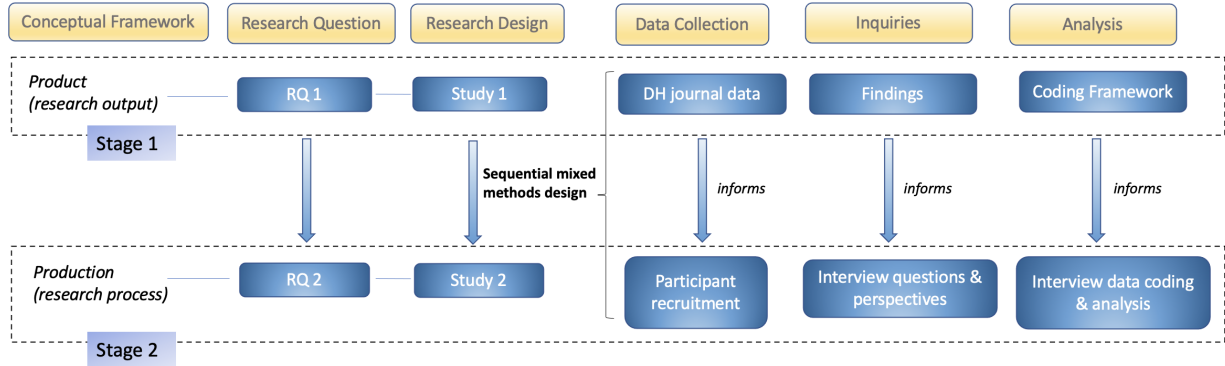 Conceptual Framework
Research Question
Research Design
Data Collection
Inquiries
Analysis
Product
(research output)
RQ 1
Study 1
DH journal data
Findings
Coding Framework
Stage 1
Sequential mixed
methods design
informs
informs
informs
Production
(research process)
RQ 2
Study 2
Participant
recruitment
Interview questions &
perspectives
Interview data coding
& analysis
Stage 2